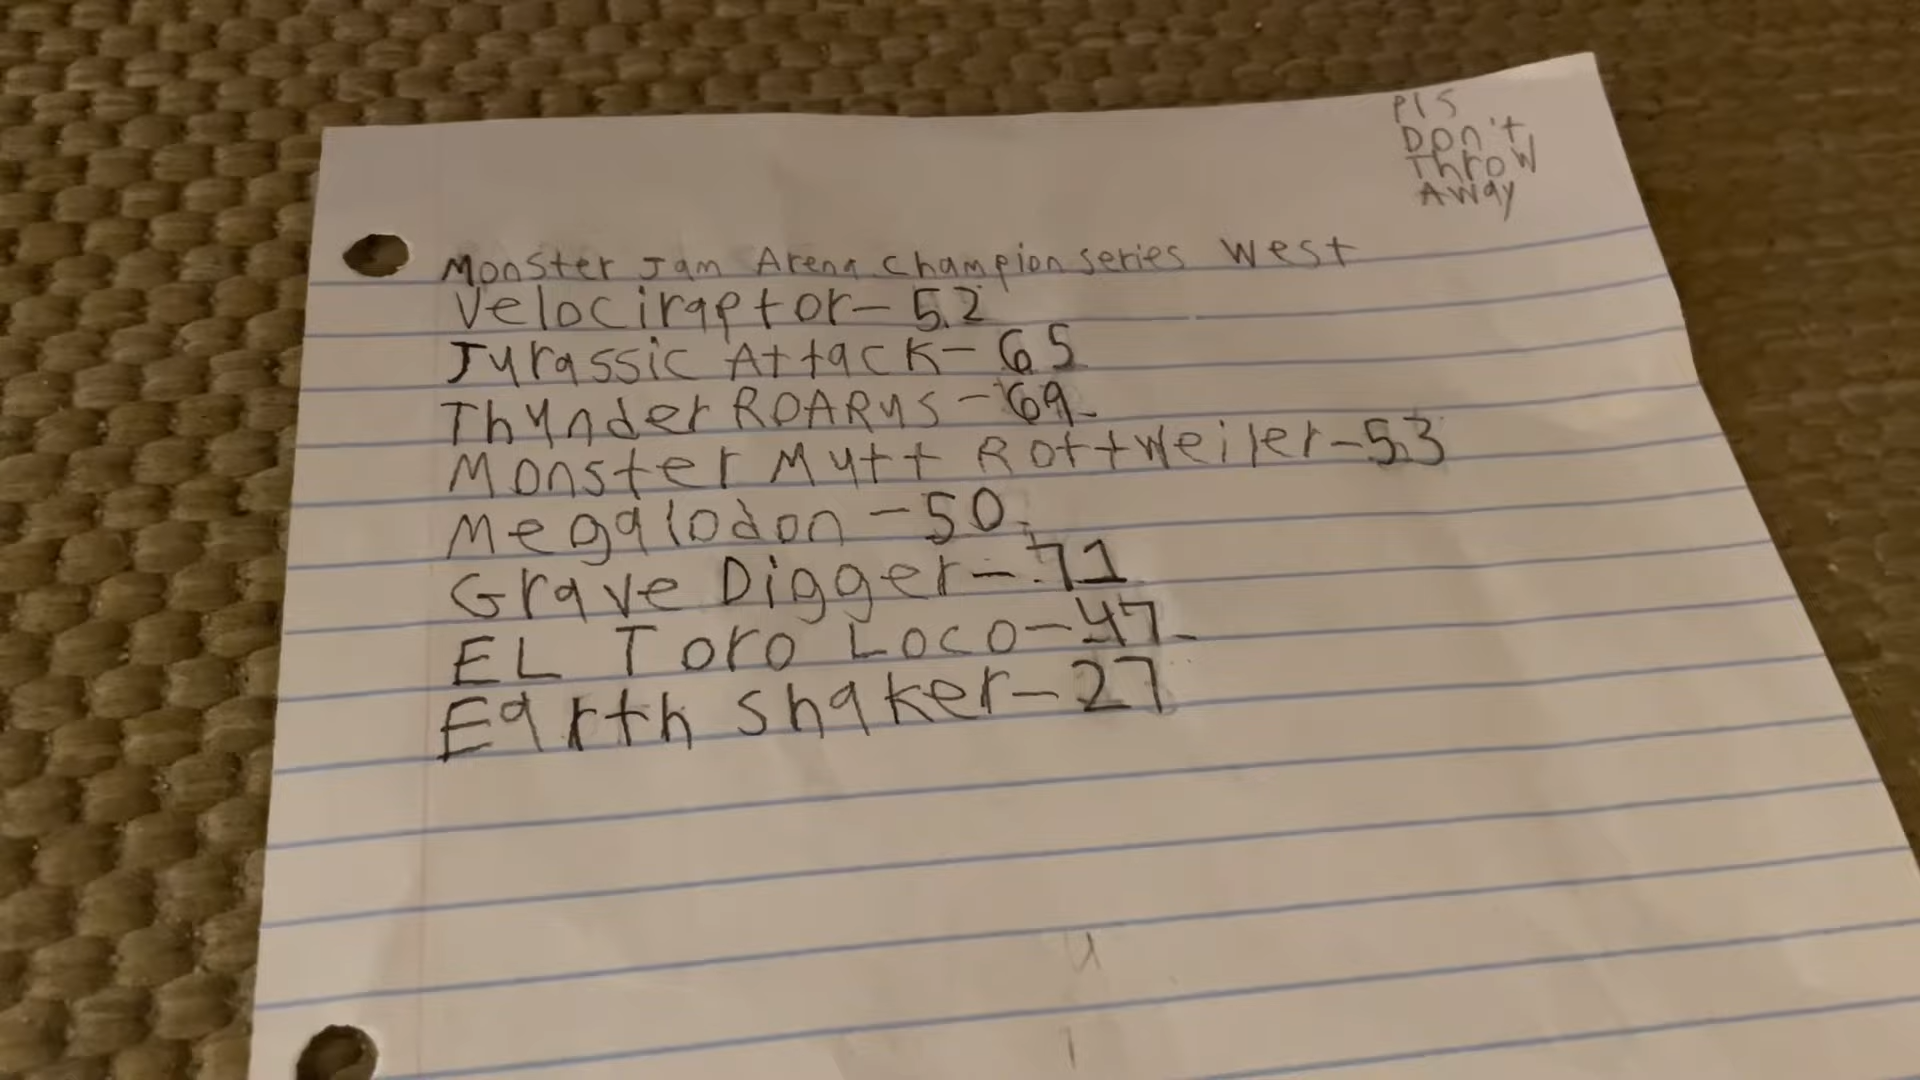 Pls
Don't
Throw
Away
Monster Jam Arena Champion series West
Velociraptor- 52
Jurassic Attack- 65
Thunder ROARus - 69
Monster Mutt Rottweiler-53
Megalodon - 50
Grave Digger- 71
EL Toro Loco- 47
Earth shaker- 27